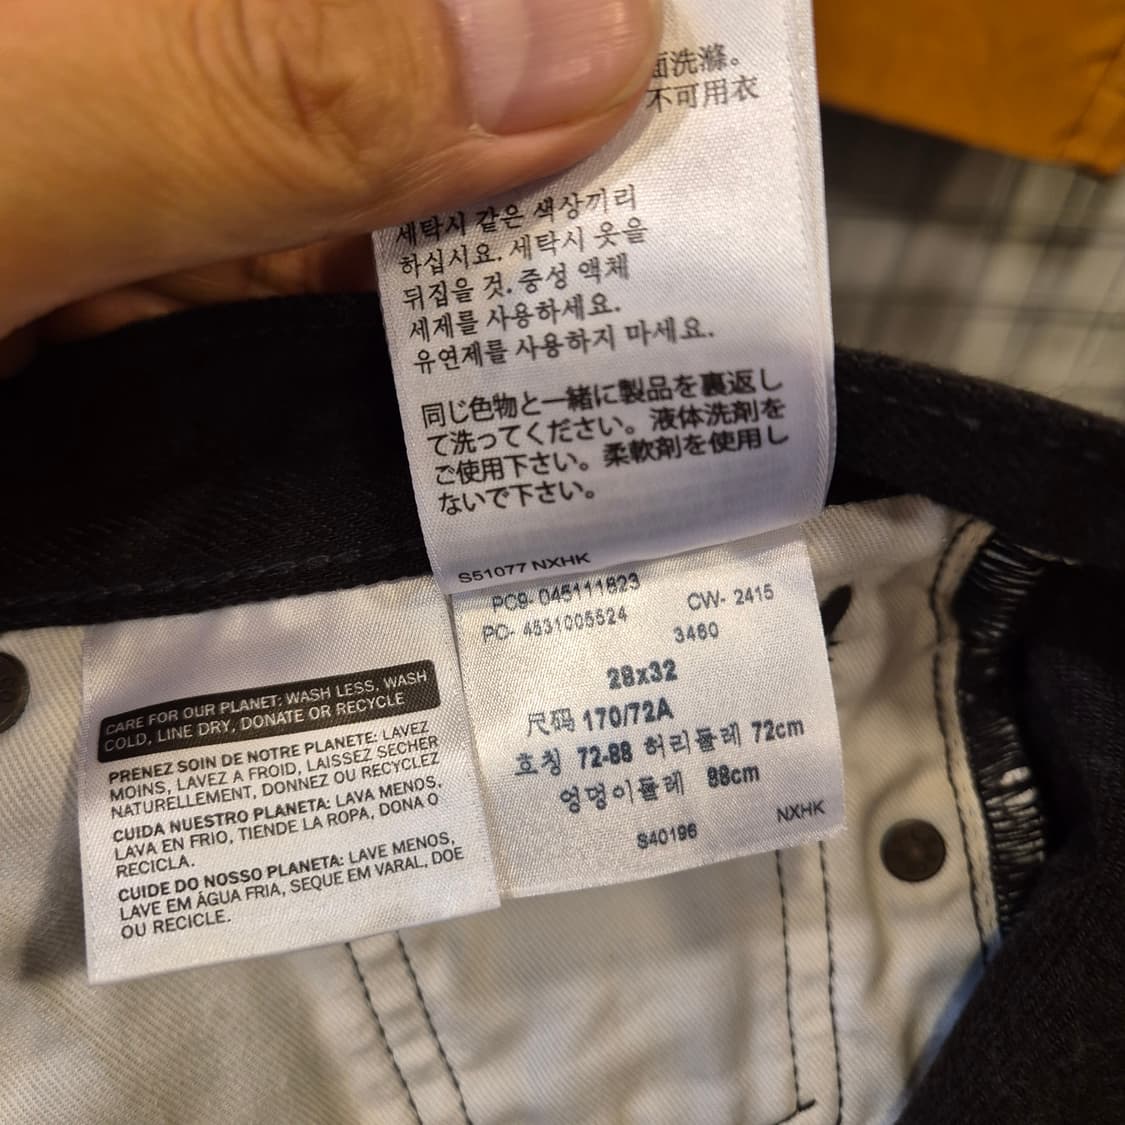 面洗滌。
不可用衣
세탁시 같은 색상끼리
하십시요. 세탁시 옷을
뒤집을 것. 중성 액체
세제를 사용하세요.
유연제를 사용하지 마세요.
同じ色物と一緒に製品を裏返し
て洗ってください。液体洗剤を
ご使用下さい。柔軟剤を使用し
ないで下さい。
S51077 NXHK
PC9- 045111823
PC- 4531005524 CW- 2415
3460
28x32
尺码 170/72A
호칭 72-88 허리둘레 72cm
엉덩이둘레 88cm
NXHK
S40196
CARE FOR OUR PLANET: WASH LESS, WASH
COLD, LINE DRY, DONATE OR RECYCLE
PRENEZ SOIN DE NOTRE PLANETE: LAVEZ
MOINS, LAVEZ A FROID, LAISSEZ SECHER
NATURELLEMENT, DONNEZ OU RECYCLEZ
CUIDA NUESTRO PLANETA: LAVA MENOS,
LAVA EN FRIO, TIENDE LA ROPA, DONA O
RECICLA.
CUIDE DO NOSSO PLANETA: LAVE MENOS,
LAVE EM ÁGUA FRIA, SEQUE EM VARAL, DOE
OU RECICLE.